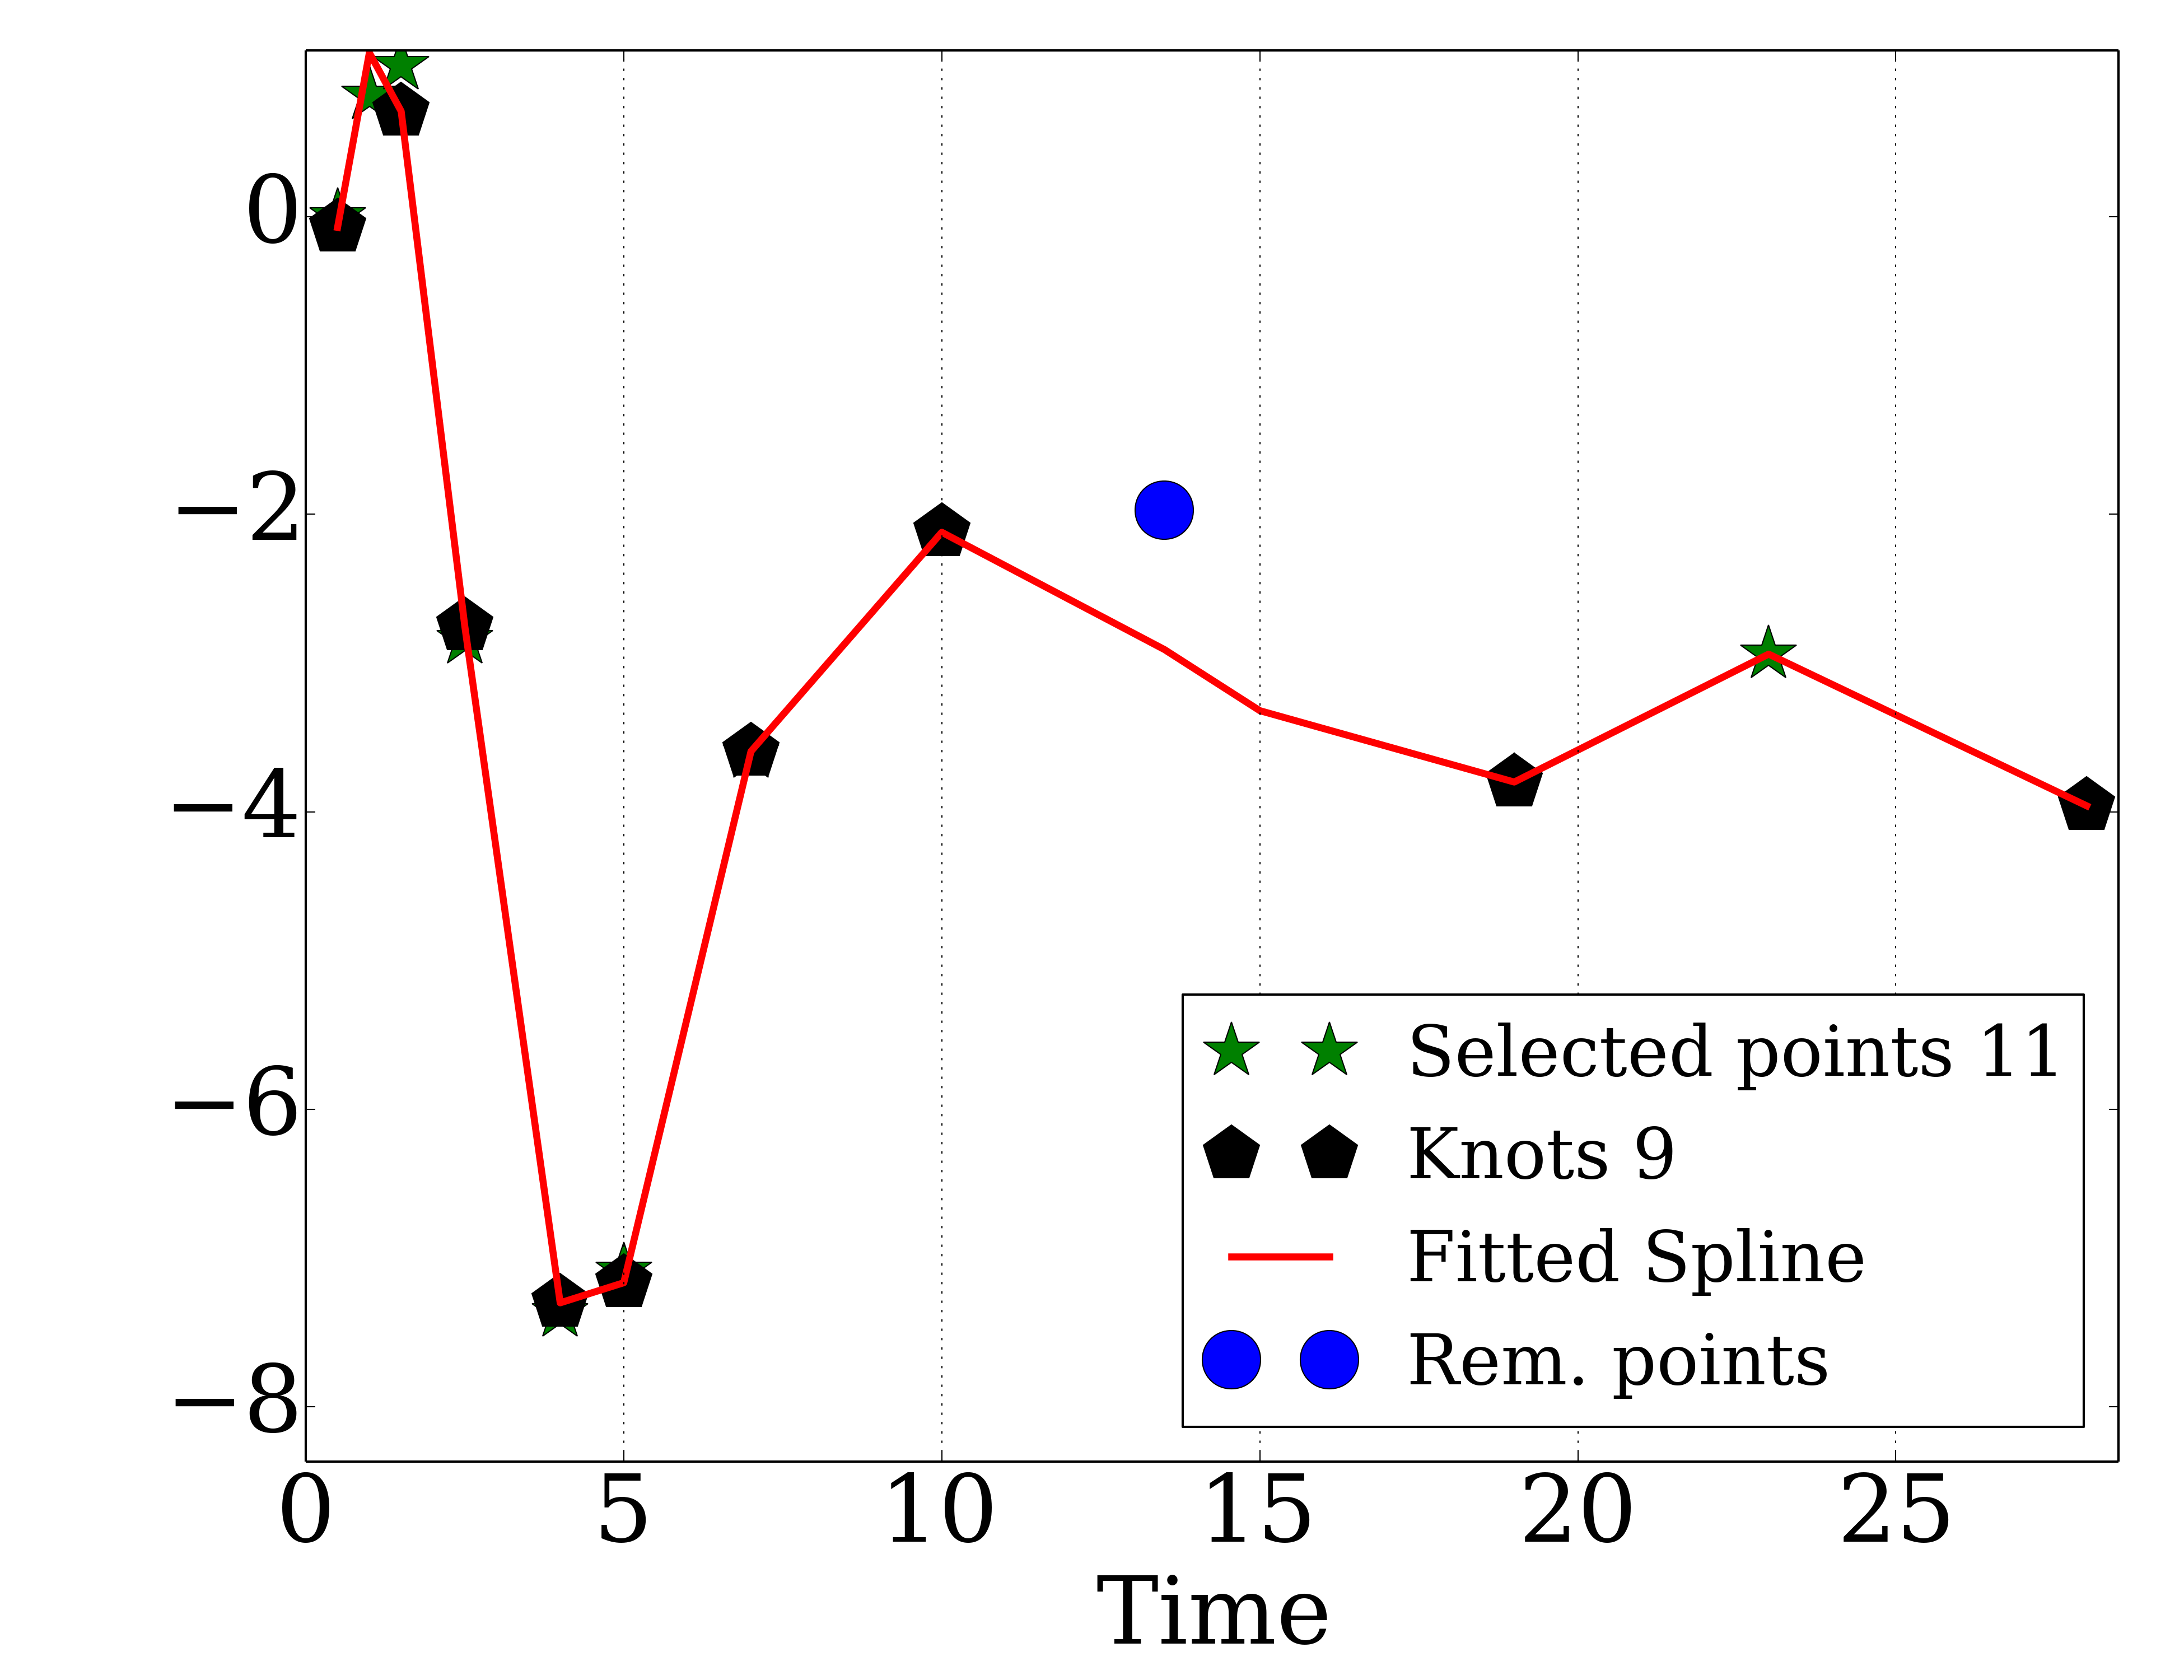 0
−2
−4
−6
−8
Selected points 11
Knots 9
Fitted Spline
Rem. points
0 5 10 15 20 25
Time